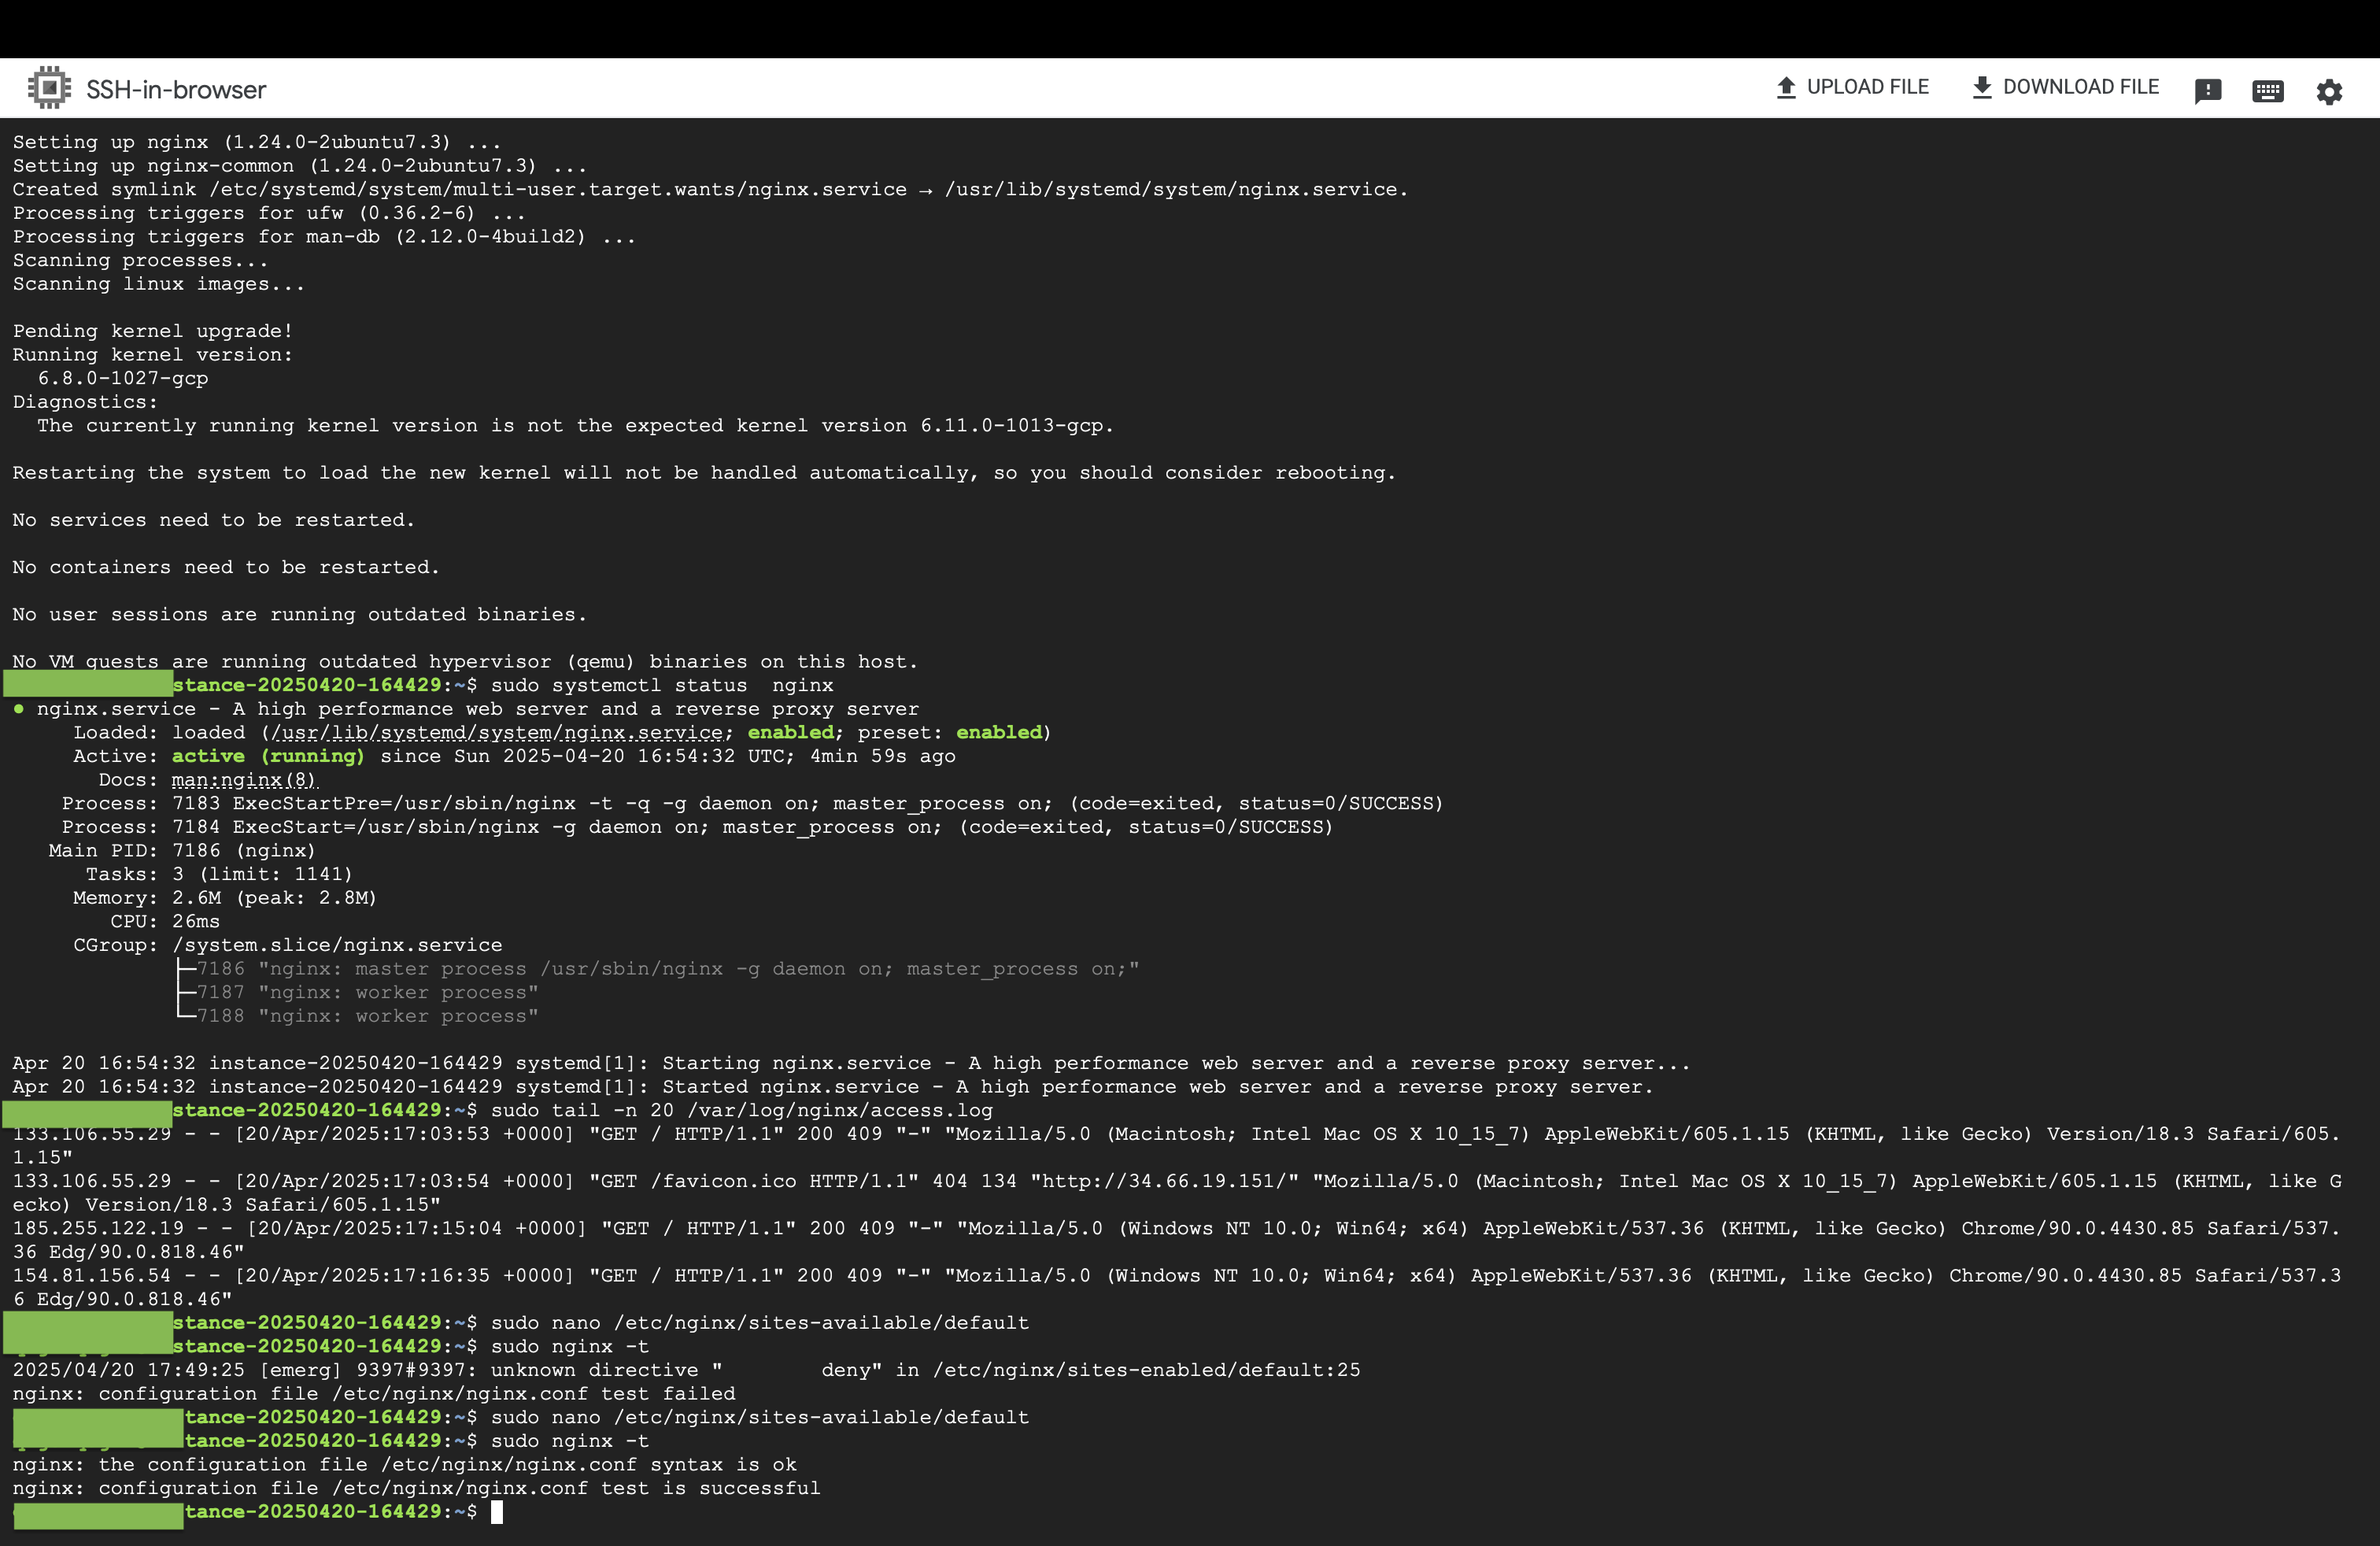 SSH-in-browser
UPLOAD FILE
DOWNLOAD FILE
Setting up nginx (1.24.0-2ubuntu7.3) ...
Setting up nginx-common (1.24.0-2ubuntu7.3) ...
Created symlink /etc/systemd/system/multi-user.target.wants/nginx.service → /usr/lib/systemd/system/nginx.service.
Processing triggers for ufw (0.36.2-6) ...
Processing triggers for man-db (2.12.0-4build2) ...
Scanning processes...
Scanning linux images...
Pending kernel upgrade!
Running kernel version:
  6.8.0-1027-gcp
Diagnostics:
  The currently running kernel version is not the expected kernel version 6.11.0-1013-gcp.
Restarting the system to load the new kernel will not be handled automatically, so you should consider rebooting.
No services need to be restarted.
No containers need to be restarted.
No user sessions are running outdated binaries.
No VM guests are running outdated hypervisor (qemu) binaries on this host.
stance-20250420-164429:~$ sudo systemctl status  nginx
● nginx.service - A high performance web server and a reverse proxy server
     Loaded: loaded (/usr/lib/systemd/system/nginx.service; enabled; preset: enabled)
     Active: active (running) since Sun 2025-04-20 16:54:32 UTC; 4min 59s ago
       Docs: man:nginx(8)
    Process: 7183 ExecStartPre=/usr/sbin/nginx -t -q -g daemon on; master_process on; (code=exited, status=0/SUCCESS)
    Process: 7184 ExecStart=/usr/sbin/nginx -g daemon on; master_process on; (code=exited, status=0/SUCCESS)
   Main PID: 7186 (nginx)
      Tasks: 3 (limit: 1141)
     Memory: 2.6M (peak: 2.8M)
        CPU: 26ms
     CGroup: /system.slice/nginx.service
             ├─7186 "nginx: master process /usr/sbin/nginx -g daemon on; master_process on;"
             ├─7187 "nginx: worker process"
             └─7188 "nginx: worker process"
Apr 20 16:54:32 instance-20250420-164429 systemd[1]: Starting nginx.service - A high performance web server and a reverse proxy server...
Apr 20 16:54:32 instance-20250420-164429 systemd[1]: Started nginx.service - A high performance web server and a reverse proxy server.
stance-20250420-164429:~$ sudo tail -n 20 /var/log/nginx/access.log
133.106.55.29 - - [20/Apr/2025:17:03:53 +0000] "GET / HTTP/1.1" 200 409 "-" "Mozilla/5.0 (Macintosh; Intel Mac OS X 10_15_7) AppleWebKit/605.1.15 (KHTML, like Gecko) Version/18.3 Safari/605.
1.15"
133.106.55.29 - - [20/Apr/2025:17:03:54 +0000] "GET /favicon.ico HTTP/1.1" 404 134 "http://34.66.19.151/" "Mozilla/5.0 (Macintosh; Intel Mac OS X 10_15_7) AppleWebKit/605.1.15 (KHTML, like G
ecko) Version/18.3 Safari/605.1.15"
185.255.122.19 - - [20/Apr/2025:17:15:04 +0000] "GET / HTTP/1.1" 200 409 "-" "Mozilla/5.0 (Windows NT 10.0; Win64; x64) AppleWebKit/537.36 (KHTML, like Gecko) Chrome/90.0.4430.85 Safari/537.
36 Edg/90.0.818.46"
154.81.156.54 - - [20/Apr/2025:17:16:35 +0000] "GET / HTTP/1.1" 200 409 "-" "Mozilla/5.0 (Windows NT 10.0; Win64; x64) AppleWebKit/537.36 (KHTML, like Gecko) Chrome/90.0.4430.85 Safari/537.3
6 Edg/90.0.818.46"
stance-20250420-164429:~$ sudo nano /etc/nginx/sites-available/default
stance-20250420-164429:~$ sudo nginx -t
2025/04/20 17:49:25 [emerg] 9397#9397: unknown directive "        deny" in /etc/nginx/sites-enabled/default:25
nginx: configuration file /etc/nginx/nginx.conf test failed
tance-20250420-164429:~$ sudo nano /etc/nginx/sites-available/default
tance-20250420-164429:~$ sudo nginx -t
nginx: the configuration file /etc/nginx/nginx.conf syntax is ok
nginx: configuration file /etc/nginx/nginx.conf test is successful
tance-20250420-164429:~$